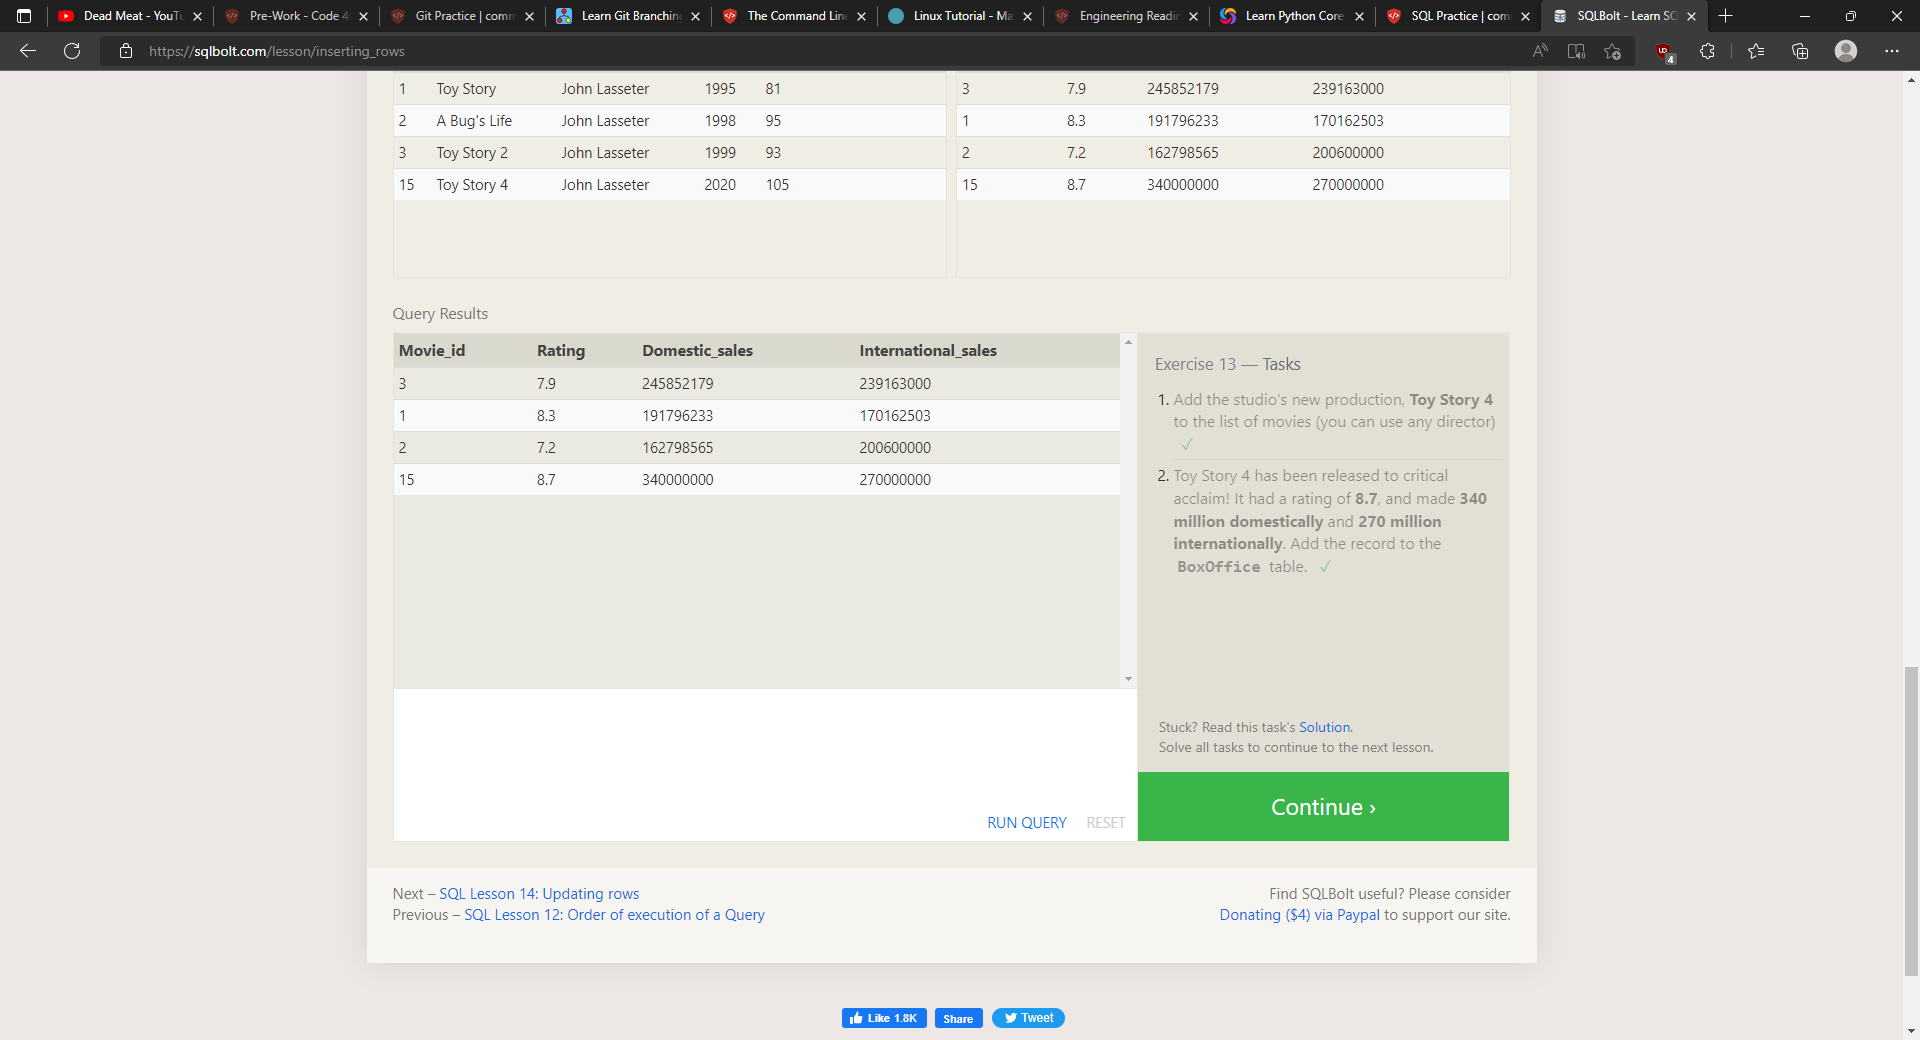 Dead Meat - YouTu
Pre-Work - Code 4
Git Practice | comm
Learn Git Branching
The Command Line
Linux Tutorial - Ma
Engineering Readin
Learn Python Core
SQL Practice | com
SQLBolt - Learn SQ
https://sqlbolt.com/lesson/inserting_rows
4
1 Toy Story John Lasseter 1995 81
2 A Bug's Life John Lasseter 1998 95
3 Toy Story 2 John Lasseter 1999 93
15 Toy Story 4 John Lasseter 2020 105
3 7.9 245852179 239163000
1 8.3 191796233 170162503
2 7.2 162798565 200600000
15 8.7 340000000 270000000
Query Results
Movie_id Rating Domestic_sales International_sales
3 7.9 245852179 239163000
1 8.3 191796233 170162503
2 7.2 162798565 200600000
15 8.7 340000000 270000000
RUN QUERY RESET
Exercise 13 — Tasks
1. Add the studio's new production, Toy Story 4
to the list of movies (you can use any director)
✓
2. Toy Story 4 has been released to critical
acclaim! It had a rating of 8.7, and made 340
million domestically and 270 million
internationally. Add the record to the
BoxOffice table. ✓
Stuck? Read this task's Solution.
Solve all tasks to continue to the next lesson.
Continue ›
Next – SQL Lesson 14: Updating rows
Previous – SQL Lesson 12: Order of execution of a Query
Find SQLBolt useful? Please consider
Donating ($4) via Paypal to support our site.
Like 1.8K
Share
Tweet